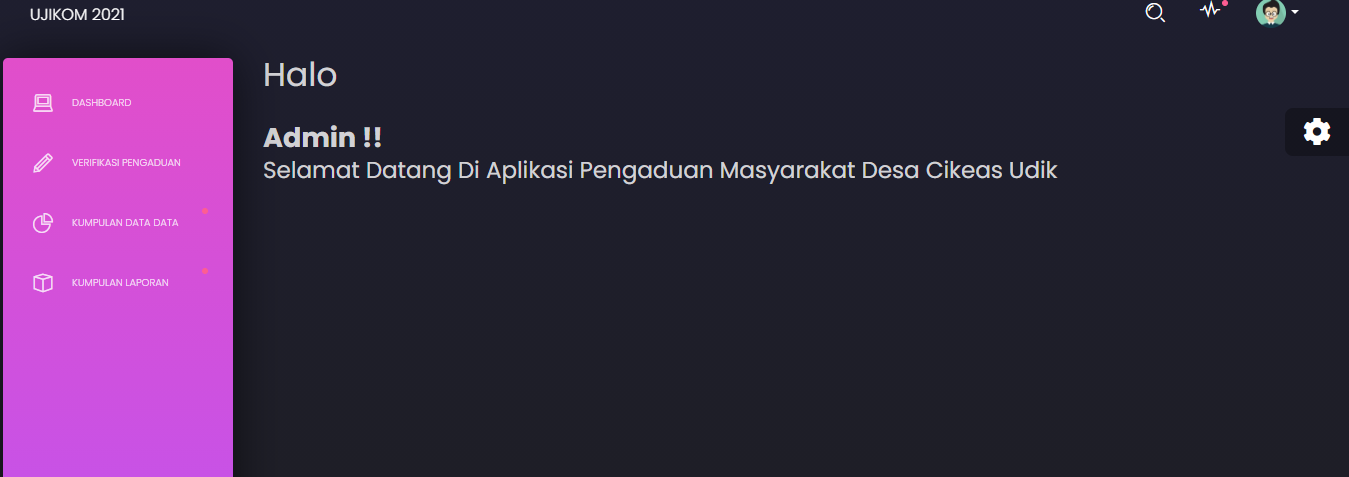 UJIKOM 2021
DASHBOARD
VERIFIKASI PENGADUAN
KUMPULAN DATA DATA
KUMPULAN LAPORAN
Halo
Admin !!
Selamat Datang Di Aplikasi Pengaduan Masyarakat Desa Cikeas Udik